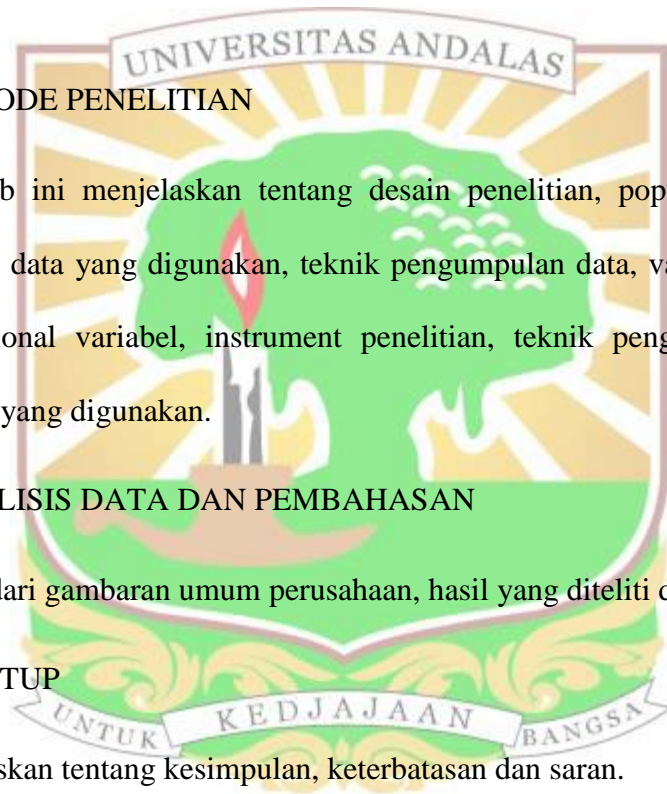 UNIVERSITAS ANDALAS
ODE PENELITIAN
b ini menjelaskan tentang desain penelitian, pop
data yang digunakan, teknik pengumpulan data, va
ional variabel, instrument penelitian, teknik peng
yang digunakan.
LISIS DATA DAN PEMBAHASAN
dari gambaran umum perusahaan, hasil yang diteliti d
TUP
UNTUK KEDJAJAAN BANGSA
skan tentang kesimpulan, keterbatasan dan saran.